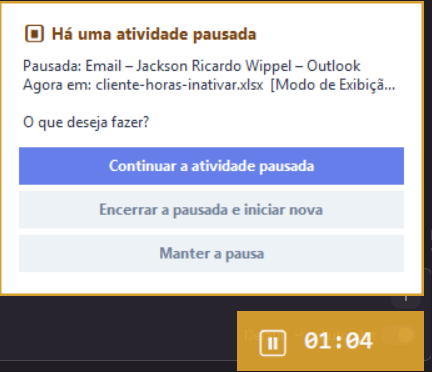 Há uma atividade pausada
Pausada: Email – Jackson Ricardo Wippel – Outlook
Agora em: cliente-horas-inativar.xlsx [Modo de Exibiçã...
O que deseja fazer?
Continuar a atividade pausada
Encerrar a pausada e iniciar nova
Manter a pausa
01:04